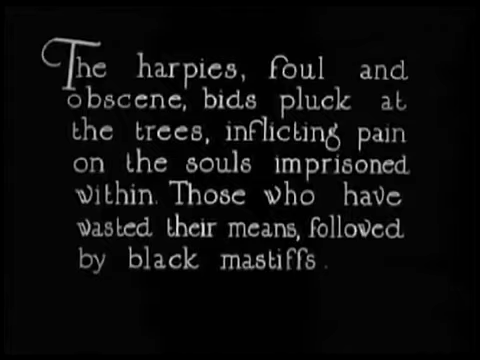 The harpies, foul and
obscene, bids pluck at
the trees, inflicting pain
on the souls imprisoned
within. Those who have
wasted their means, followed
by black mastiffs.